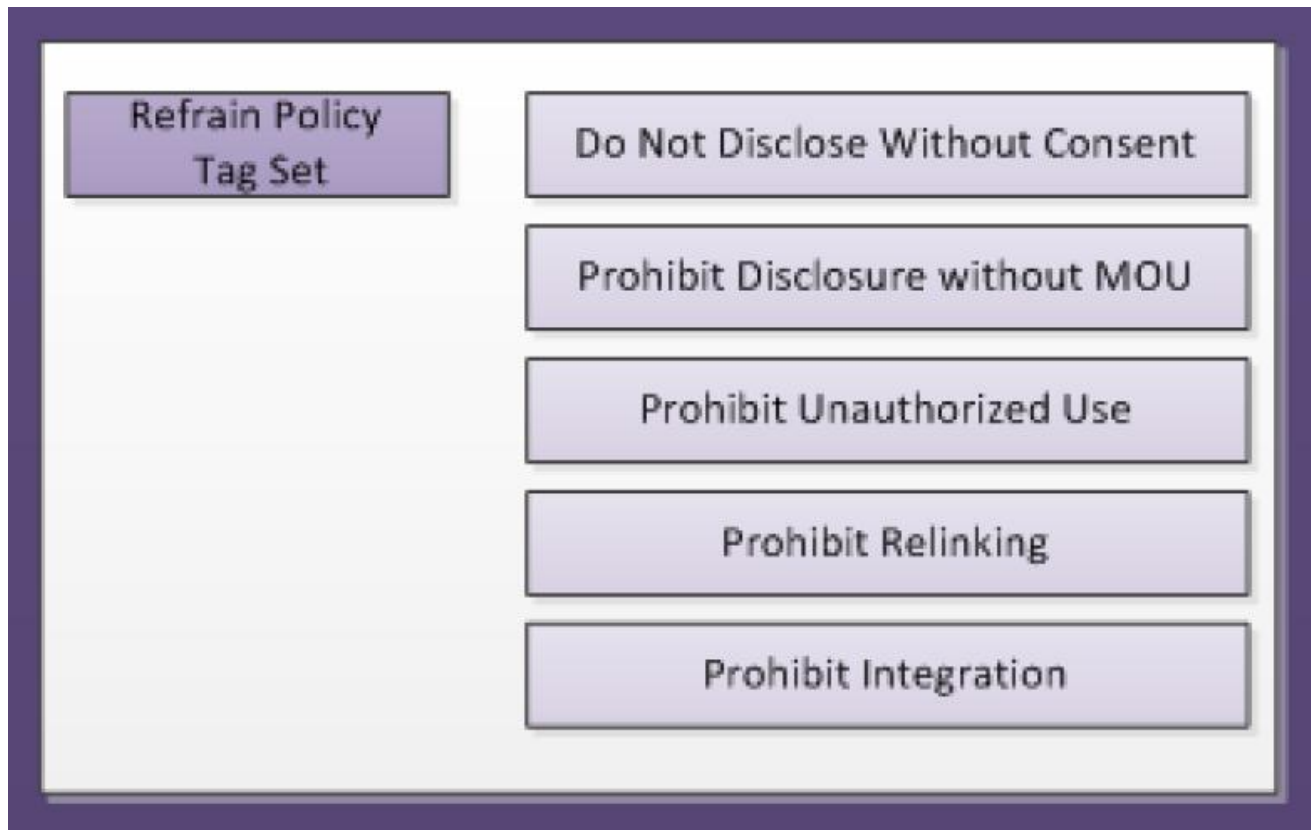 Refrain Policy
Tag Set
Do Not Disclose Without Consent
Prohibit Disclosure without MOU
Prohibit Unauthorized Use
Prohibit Relinking
Prohibit Integration